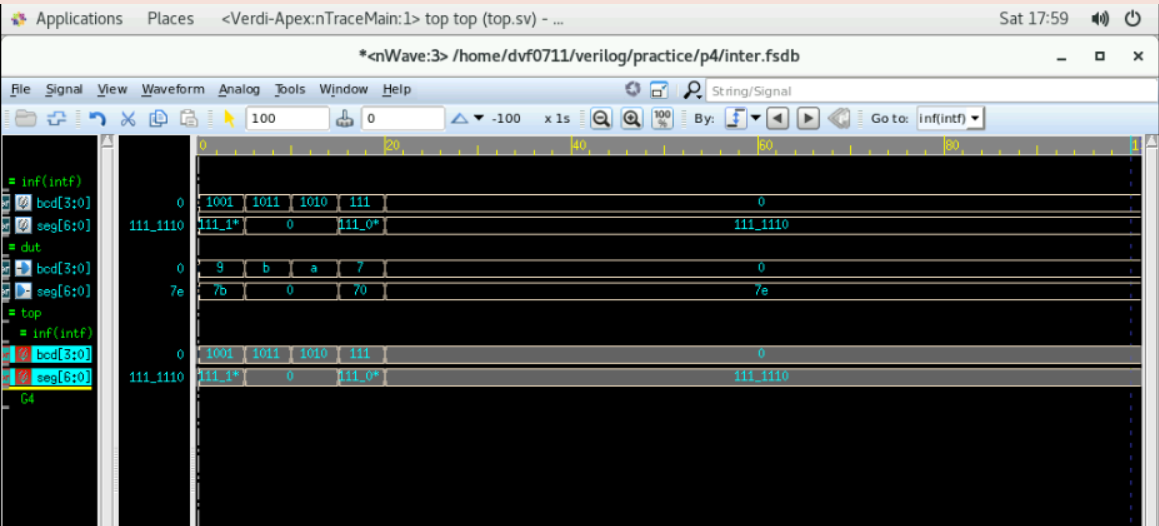 Applications Places <Verdi-Apex:nTraceMain:1> top top (top.sv) - ... Sat 17:59
*<nWave:3> /home/dvf0711/verilog/practice/p4/inter.fsdb
File Signal View Waveform Analog Tools Window Help String/Signal
100 0 -100 x 1s 100 % By: Go to: inf(intf)
0 20 40 60 80 1
= inf(intf)
bcd[3:0] 0 1001 1011 1010 111 0
seg[6:0] 111_1110 111_1* 0 111_0* 111_1110
= dut
bcd[3:0] 0 9 b a 7 0
seg[6:0] 7e 7b 0 70 7e
= top
= inf(intf)
bcd[3:0] 0 1001 1011 1010 111 0
seg[6:0] 111_1110 111_1* 0 111_0* 111_1110
G4